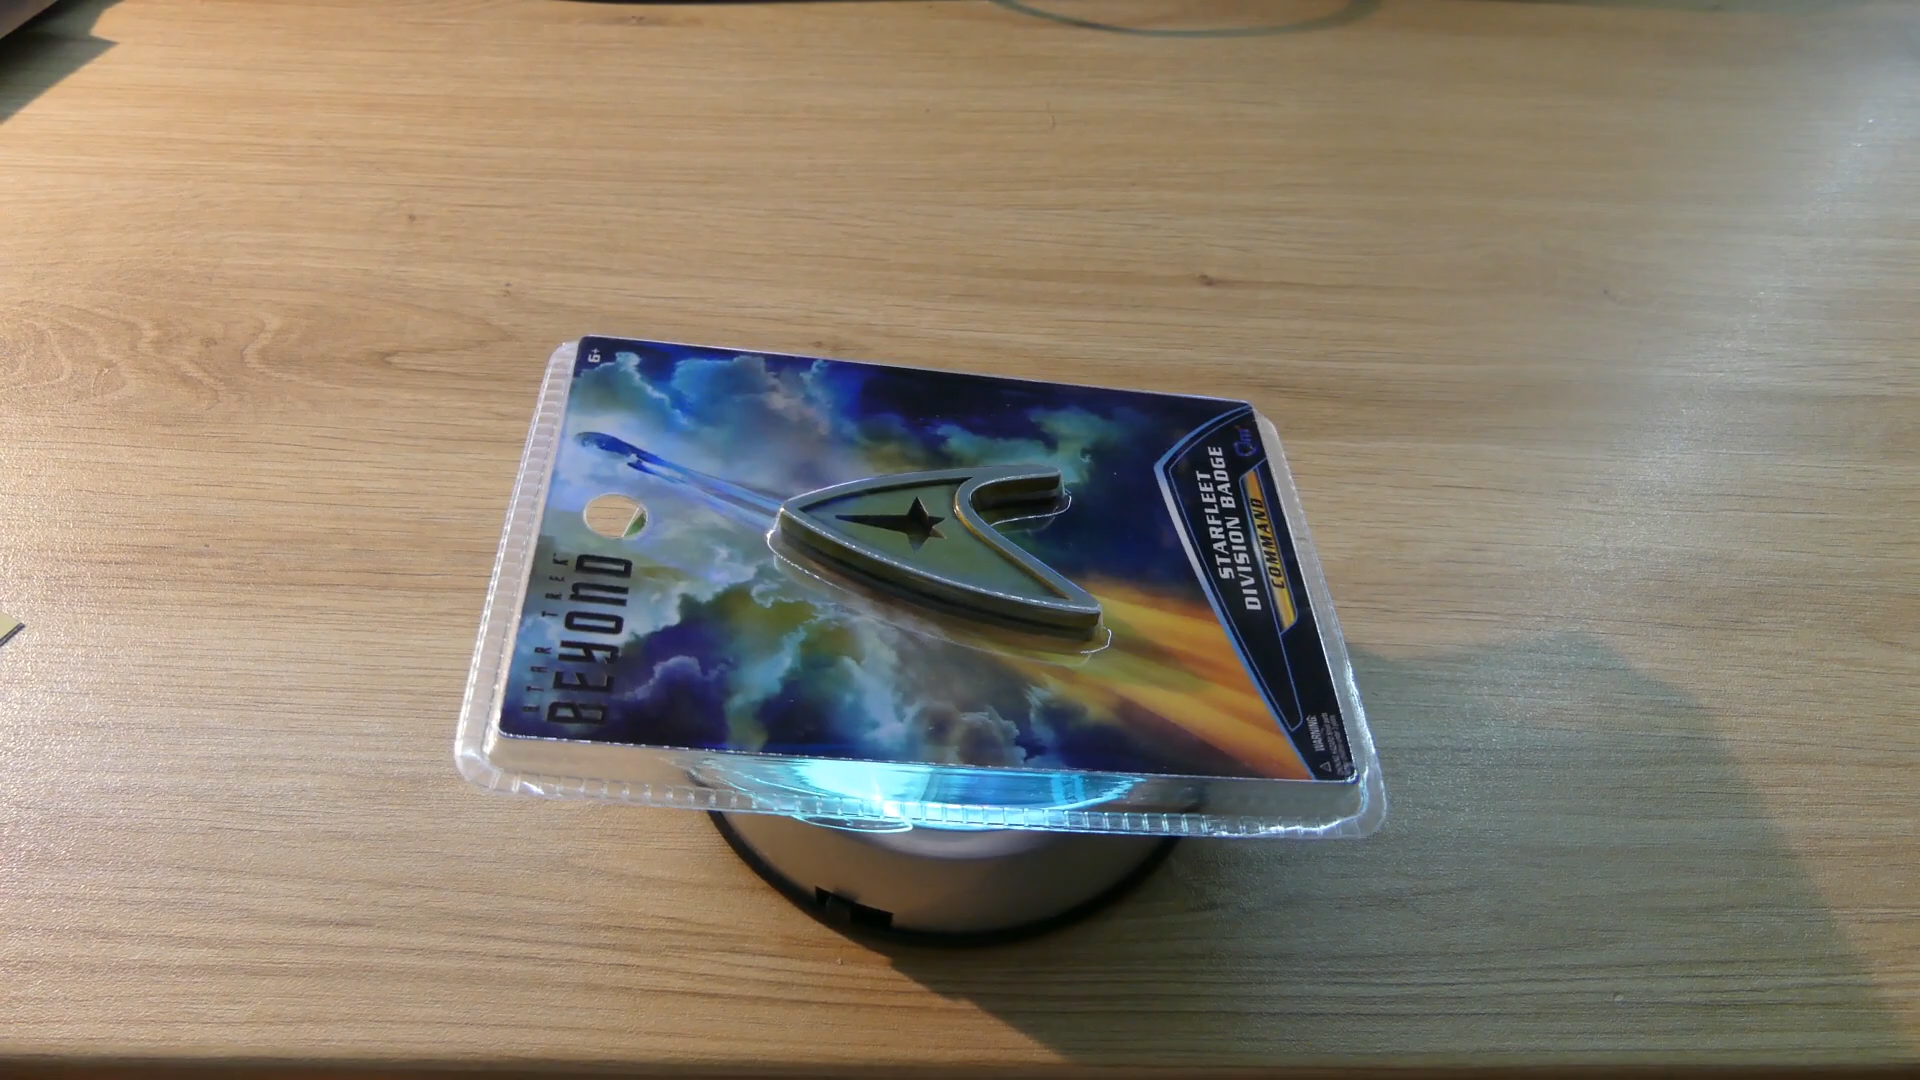 6+
STAR TREK
BEYOND
STARFLEET
DIVISION BADGE
COMMAND
WARNING: